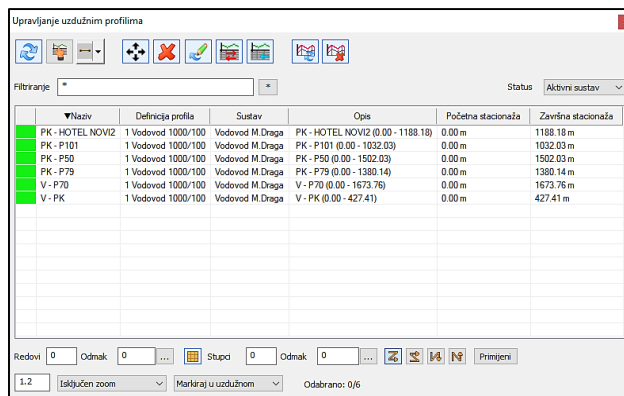 Upravljanje uzdužnim profilima
Filtriranje * * Status Aktivni sustav
▼Naziv Definicija profila Sustav Opis Početna stacionaža Završna stacionaža
PK - HOTEL NOVI2 1 Vodovod 1000/100 Vodovod M.Draga PK - HOTEL NOVI2 (0.00 - 1188.18) 0.00 m 1188.18 m
PK - P101 1 Vodovod 1000/100 Vodovod M.Draga PK - P101 (0.00 - 1032.03) 0.00 m 1032.03 m
PK - P50 1 Vodovod 1000/100 Vodovod M.Draga PK - P50 (0.00 - 1502.03) 0.00 m 1502.03 m
PK - P79 1 Vodovod 1000/100 Vodovod M.Draga PK - P79 (0.00 - 1380.14) 0.00 m 1380.14 m
V - P70 1 Vodovod 1000/100 Vodovod M.Draga V - P70 (0.00 - 1673.76) 0.00 m 1673.76 m
V - PK 1 Vodovod 1000/100 Vodovod M.Draga V - PK (0.00 - 427.41) 0.00 m 427.41 m
Redovi 0 Odmak 0 ... Stupci 0 Odmak 0 ... Primijeni
1.2 Isključen zoom Markiraj u uzdužnom Odabrano: 0/6